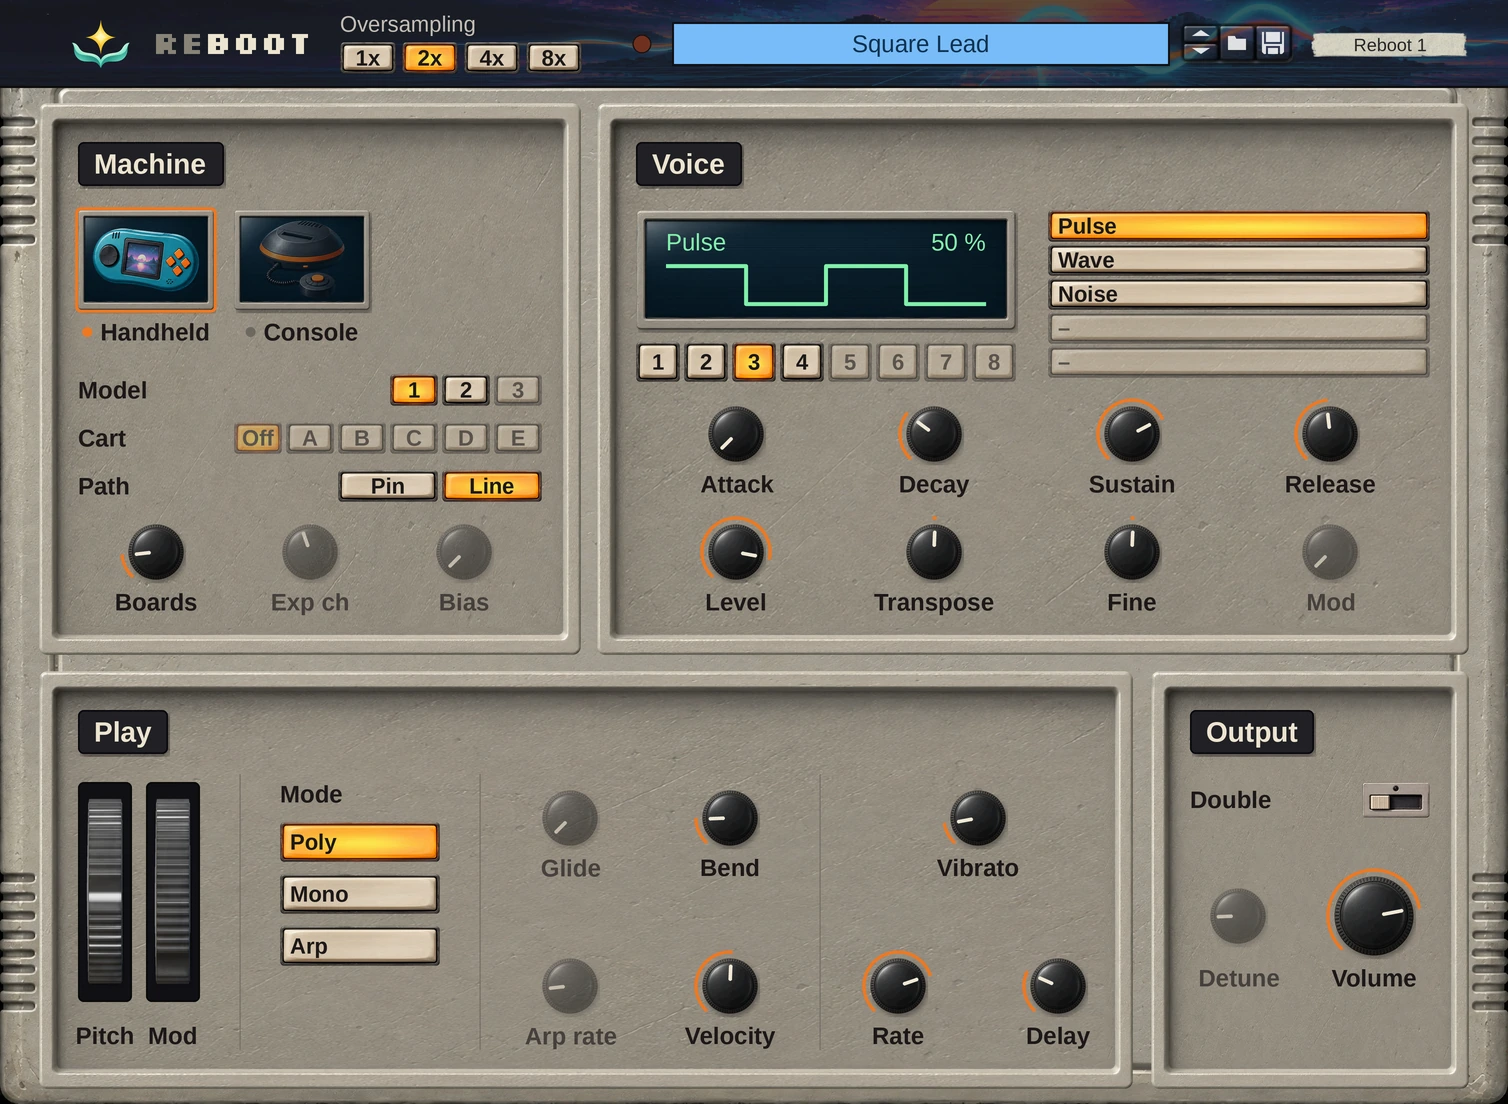 REBOOT
Oversampling
1x 2x 4x 8x
Square Lead
Reboot 1
Machine
Handheld
Console
Model 1 2 3
Cart Off A B C D E
Path Pin Line
Boards Exp ch Bias
Voice
Pulse 50 %
Pulse
Wave
Noise
–
–
1 2 3 4 5 6 7 8
Attack Decay Sustain Release
Level Transpose Fine Mod
Play
Pitch Mod
Mode
Poly
Mono
Arp
Glide Bend Vibrato
Arp rate Velocity Rate Delay
Output
Double
Detune Volume